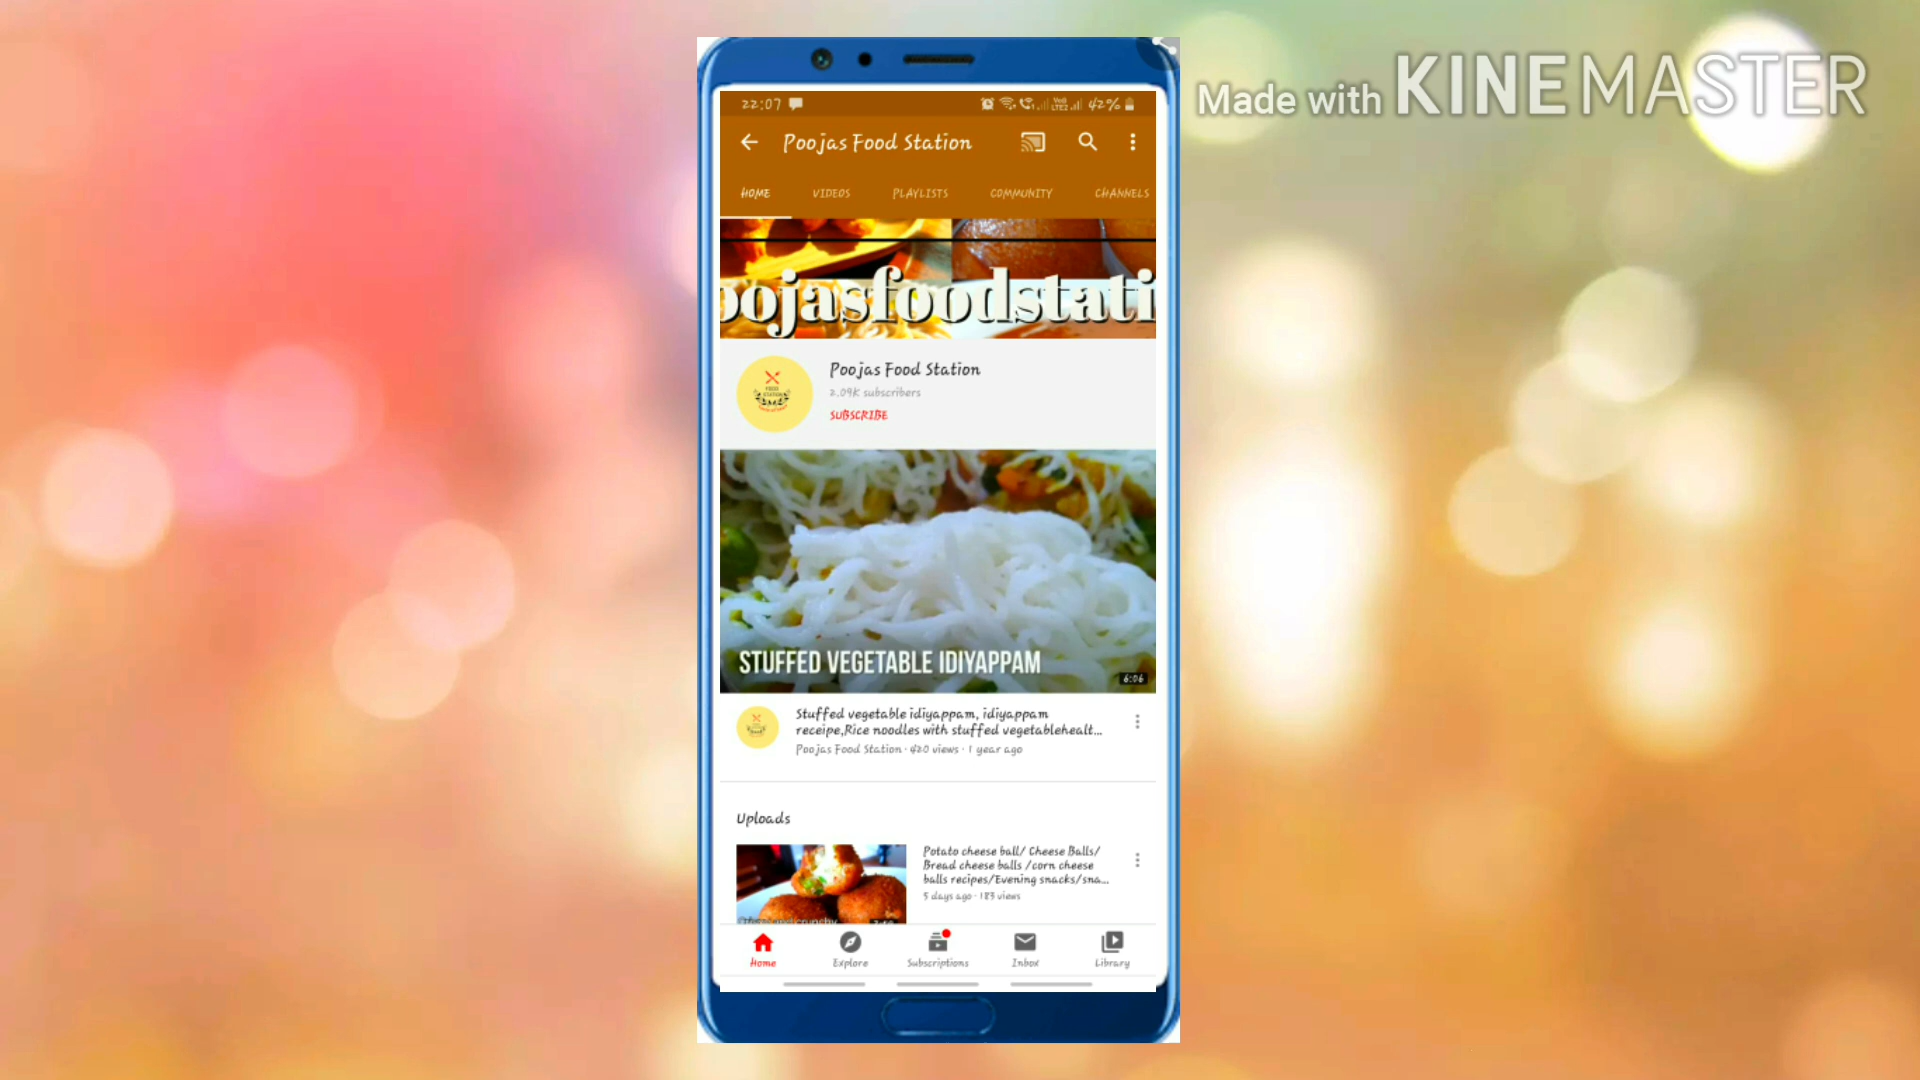 Made with KINEMASTER
22:07
42%
Poojas Food Station
HOME VIDEOS PLAYLISTS COMMUNITY CHANNELS
oojasfoodstati
Poojas Food Station
2.09K subscribers
SUBSCRIBE
STUFFED VEGETABLE IDIYAPPAM
6:06
Stuffed vegetable idiyappam, idiyappam
receipe,Rice noodles with stuffed vegetablehealt...
Poojas Food Station · 420 views · 1 year ago
Uploads
Potato cheese ball/ Cheese Balls/
Bread cheese balls /corn cheese
balls recipes/Evening snacks/sna...
5 days ago · 183 views
Home Explore Subscriptions Inbox Library